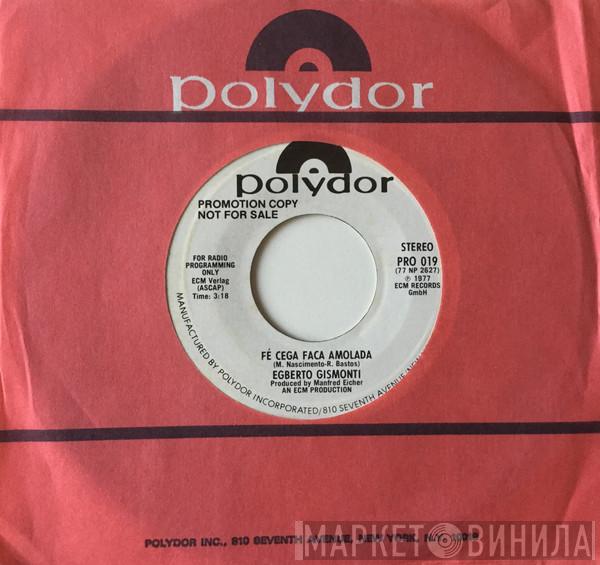 polydor
polydor
PROMOTION COPY
NOT FOR SALE
FOR RADIO
PROGRAMMING
ONLY
ECM Verlag
(ASCAP)
Time: 3:18
STEREO
PRO 019
(77 NP 2627)
℗ 1977
ECM RECORDS
GmbH
FÉ CEGA FACA AMOLADA
(M. Nascimento-R. Bastos)
EGBERTO GISMONTI
Produced by Manfred Eicher
AN ECM PRODUCTION
MANUFACTURED BY POLYDOR INCORPORATED/810 SEVENTH AVENUE
POLYDOR INC., 810 SEVENTH AVENUE, NEW YORK, N.Y. 10019
МАРКЕТ ВИНИЛА